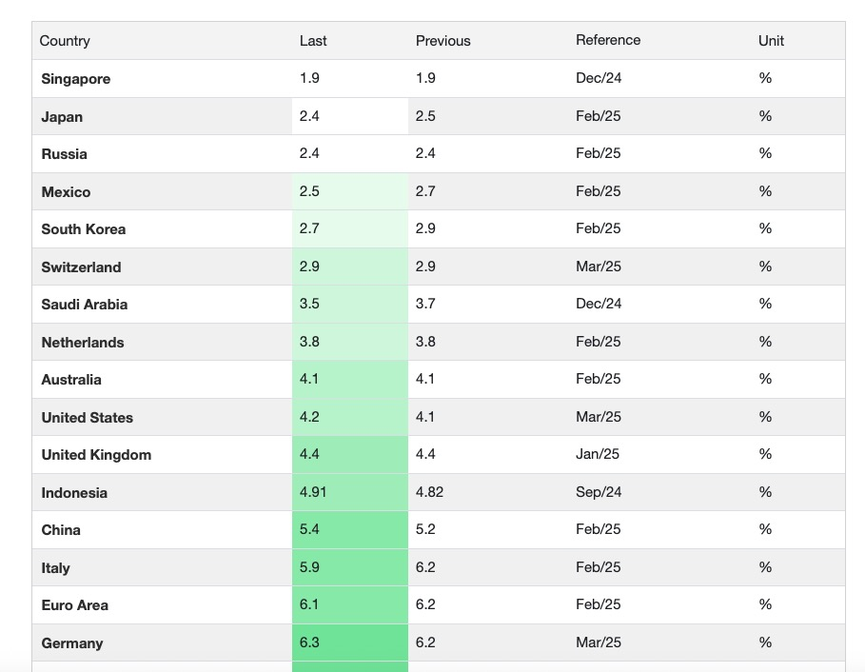 Country Last Previous Reference Unit
Singapore 1.9 1.9 Dec/24 %
Japan 2.4 2.5 Feb/25 %
Russia 2.4 2.4 Feb/25 %
Mexico 2.5 2.7 Feb/25 %
South Korea 2.7 2.9 Feb/25 %
Switzerland 2.9 2.9 Mar/25 %
Saudi Arabia 3.5 3.7 Dec/24 %
Netherlands 3.8 3.8 Feb/25 %
Australia 4.1 4.1 Feb/25 %
United States 4.2 4.1 Mar/25 %
United Kingdom 4.4 4.4 Jan/25 %
Indonesia 4.91 4.82 Sep/24 %
China 5.4 5.2 Feb/25 %
Italy 5.9 6.2 Feb/25 %
Euro Area 6.1 6.2 Feb/25 %
Germany 6.3 6.2 Mar/25 %